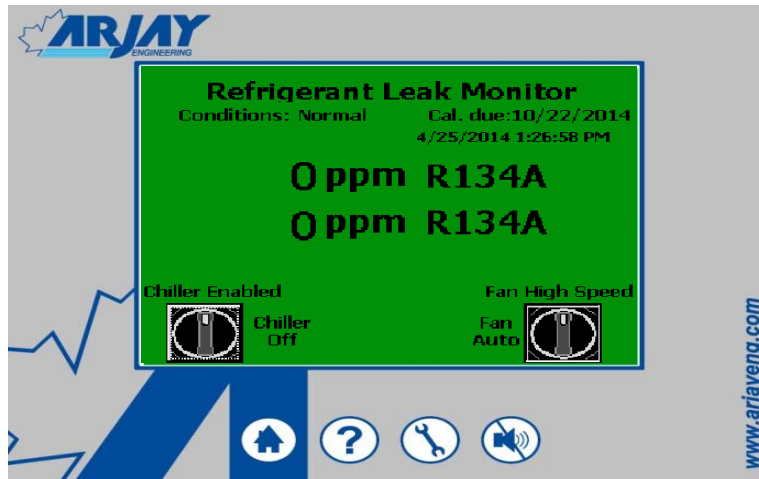 ARJAY
ENGINEERING
Refrigerant Leak Monitor
Conditions: Normal Cal. due:10/22/2014
4/25/2014 1:26:58 PM
0 ppm R134A
0 ppm R134A
Chiller Enabled Fan High Speed
Chiller Off Fan Auto
?
www.arjayeng.com